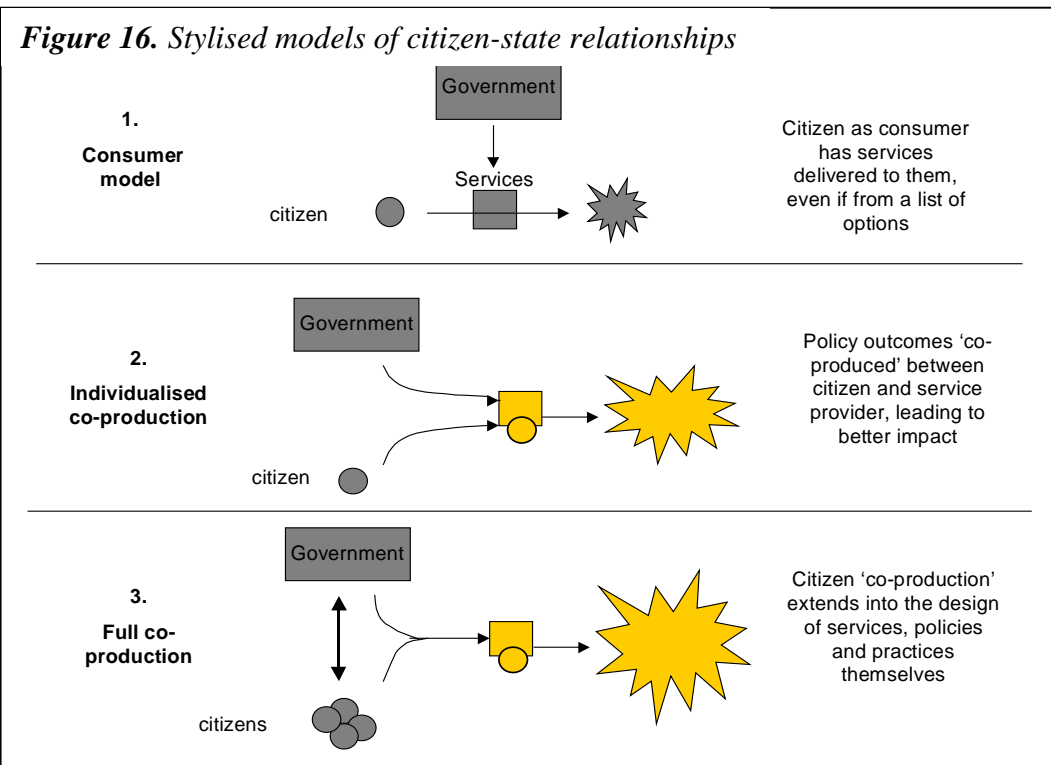 Figure 16. Stylised models of citizen-state relationships
Government
1.
Consumer
model
Services
citizen
Citizen as consumer
has services
delivered to them,
even if from a list of
options
Government
2.
Individualised
co-production
citizen
Policy outcomes ‘co-
produced’ between
citizen and service
provider, leading to
better impact
Government
3.
Full co-
production
citizens
Citizen ‘co-production’
extends into the design
of services, policies
and practices
themselves